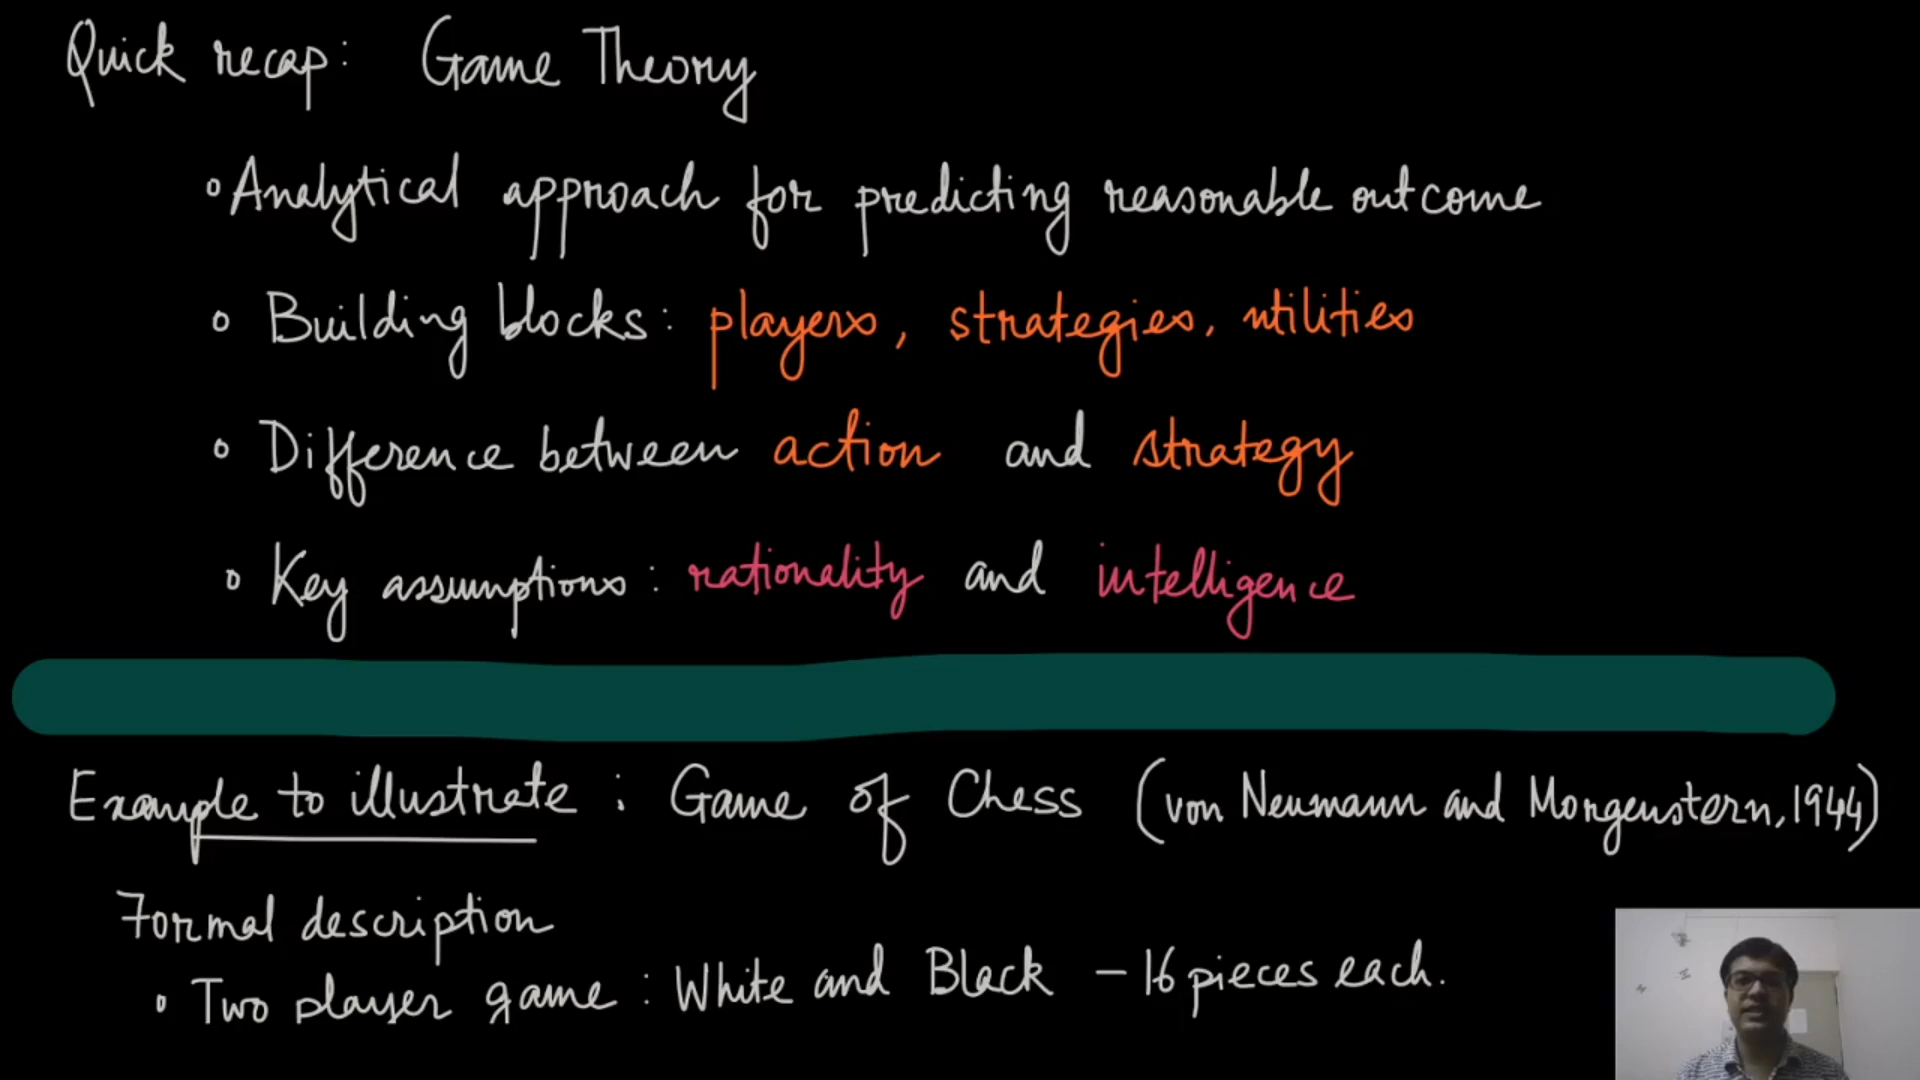 Quick recap: Game Theory
Analytical approach for predicting reasonable outcome
Building blocks: players, strategies, utilities
Difference between action and strategy
Key assumptions: rationality and intelligence
Example to illustrate: Game of Chess (von Neumann and Morgenstern, 1944)
Formal description
Two player game: White and Black - 16 pieces each.